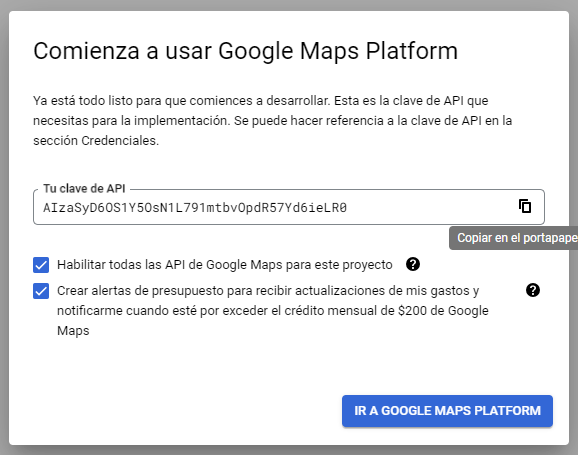 Comienza a usar Google Maps Platform
Ya está todo listo para que comiences a desarrollar. Esta es la clave de API que
necesitas para la implementación. Se puede hacer referencia a la clave de API en la
sección Credenciales.
Tu clave de API
AIzaSyD6OS1Y5OsN1L791mtbvOpdR57Yd6ieLR0
Copiar en el portapape
Habilitar todas las API de Google Maps para este proyecto
Crear alertas de presupuesto para recibir actualizaciones de mis gastos y
notificarme cuando esté por exceder el crédito mensual de $200 de Google
Maps
IR A GOOGLE MAPS PLATFORM